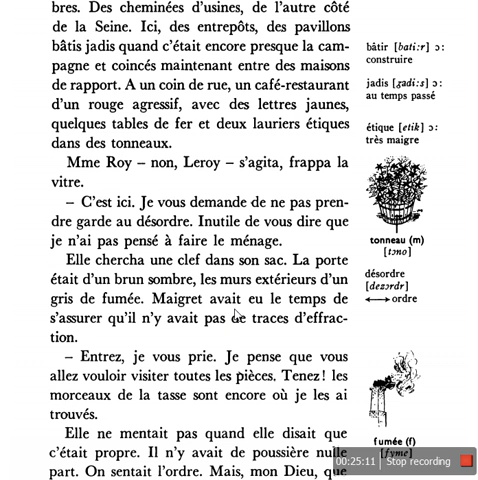 bres. Des cheminées d'usines, de l'autre côté
de la Seine. Ici, des entrepôts, des pavillons
bâtis jadis quand c'était encore presque la cam-
pagne et coincés maintenant entre des maisons
de rapport. A un coin de rue, un café-restaurant
d'un rouge agressif, avec des lettres jaunes,
quelques tables de fer et deux lauriers étiques
dans des tonneaux.
Mme Roy – non, Leroy – s'agita, frappa la
vitre.
– C'est ici. Je vous demande de ne pas pren-
dre garde au désordre. Inutile de vous dire que
je n'ai pas pensé à faire le ménage.
Elle chercha une clef dans son sac. La porte
était d'un brun sombre, les murs extérieurs d'un
gris de fumée. Maigret avait eu le temps de
s'assurer qu'il n'y avait pas de traces d'effrac-
tion.
– Entrez, je vous prie. Je pense que vous
allez vouloir visiter toutes les pièces. Tenez! les
morceaux de la tasse sont encore où je les ai
trouvés.
Elle ne mentait pas quand elle disait que
c'était propre. Il n'y avait de poussière nulle
part. On sentait l'ordre. Mais, mon Dieu, que
bâtir [bati:r] ɔ:
construire
jadis [ʒadi:s] ɔ:
au temps passé
étique [etik] ɔ:
très maigre
tonneau (m)
[tɔno]
désordre
[dezɔrdr]
⟷ ordre
fumée (f)
[fyme]
00:25:11 | Stop recording